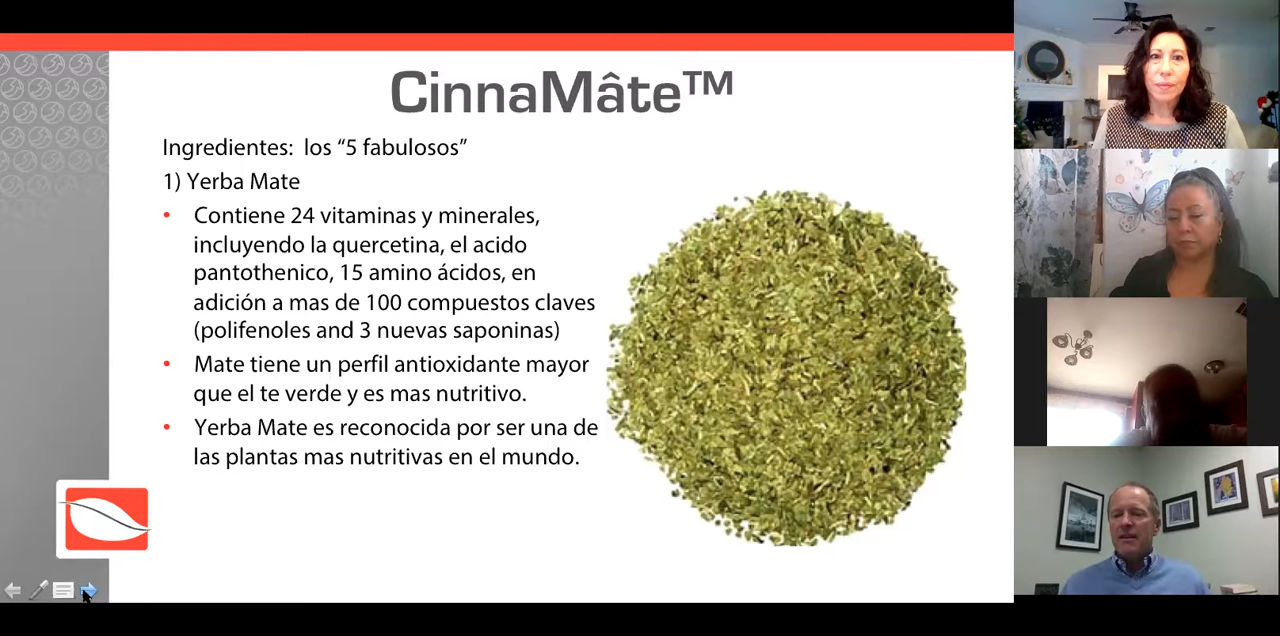 CinnaMâte™
Ingredientes:  los “5 fabulosos”
1) Yerba Mate
• Contiene 24 vitaminas y minerales,
incluyendo la quercetina, el acido
pantothenico, 15 amino ácidos, en
adición a mas de 100 compuestos claves
(polifenoles and 3 nuevas saponinas)
• Mate tiene un perfil antioxidante mayor
que el te verde y es mas nutritivo.
• Yerba Mate es reconocida por ser una de
las plantas mas nutritivas en el mundo.